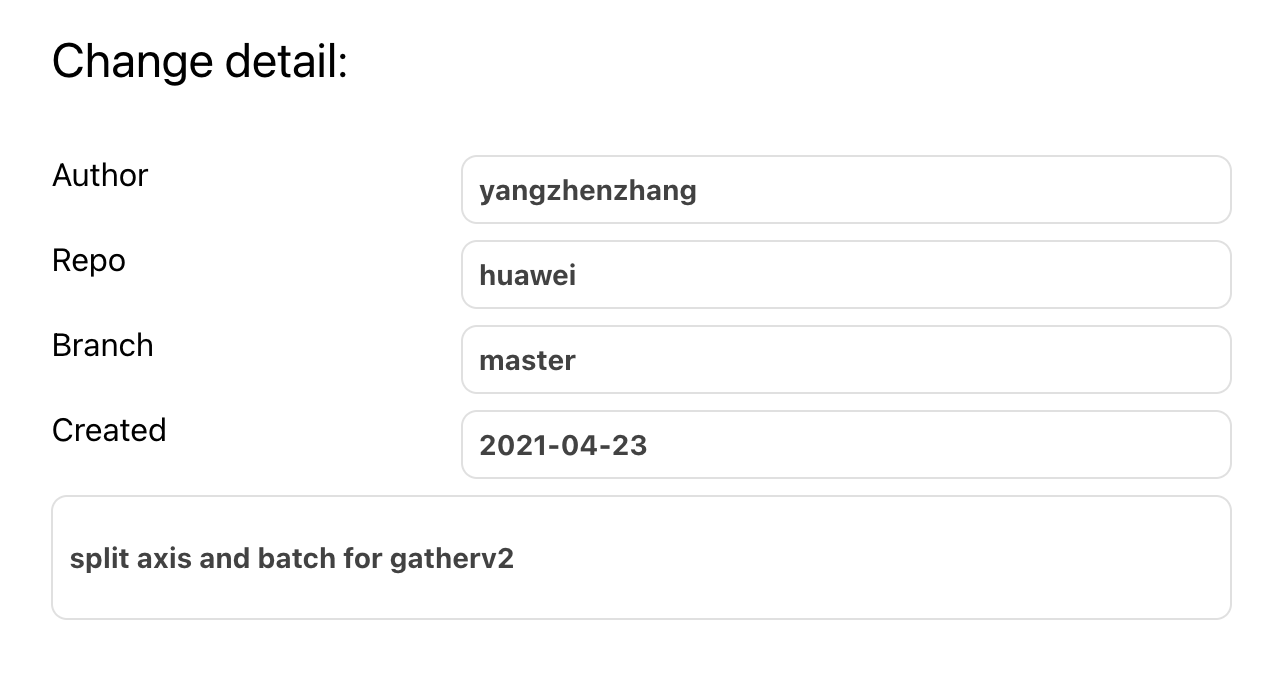 Change detail:
Author
yangzhenzhang
Repo
huawei
Branch
master
Created
2021-04-23
split axis and batch for gatherv2